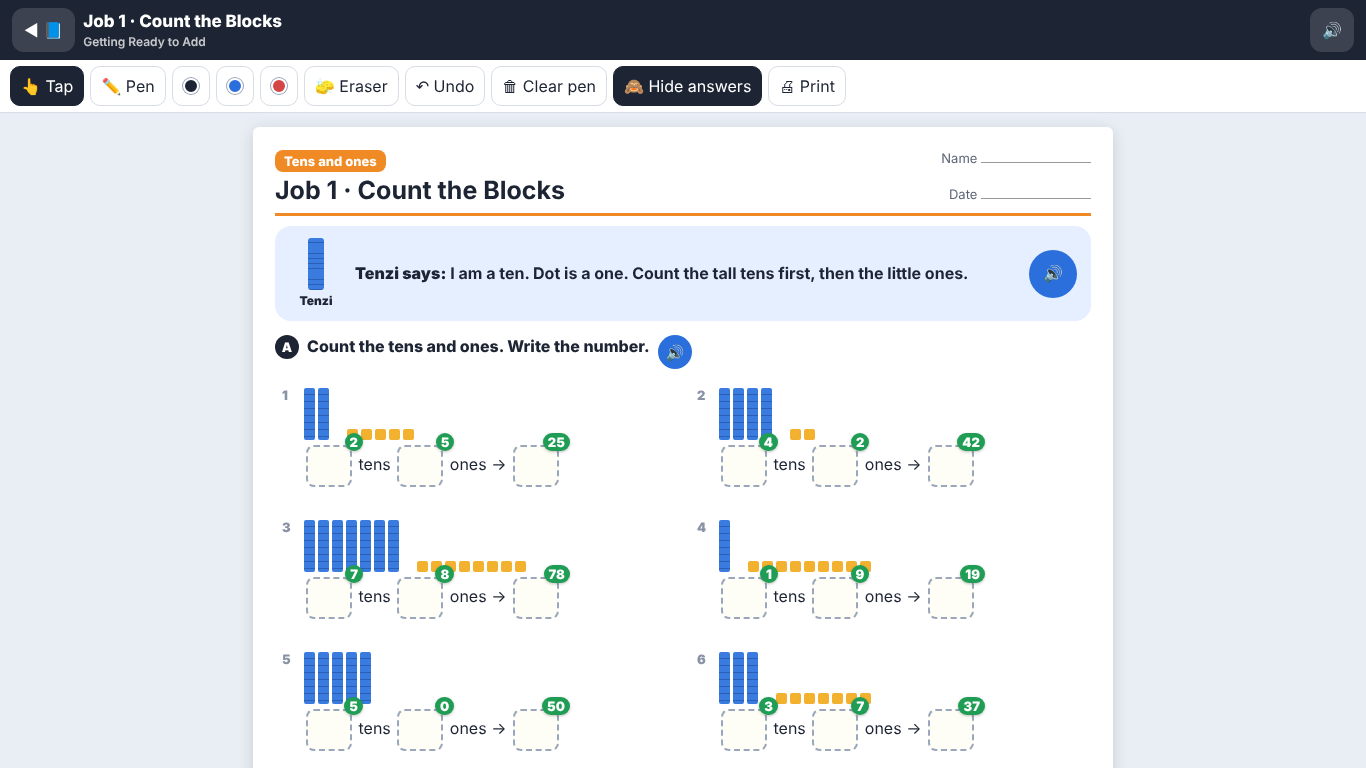 Job 1 · Count the Blocks
Getting Ready to Add
Tap Pen Eraser Undo Clear pen Hide answers Print
Tens and ones
Name
Job 1 · Count the Blocks
Date
Tenzi says: I am a ten. Dot is a one. Count the tall tens first, then the little ones.
Tenzi
A Count the tens and ones. Write the number.
1
2 5 25
tens ones →
2
4 2 42
tens ones →
3
7 8 78
tens ones →
4
1 9 19
tens ones →
5
5 0 50
tens ones →
6
3 7 37
tens ones →